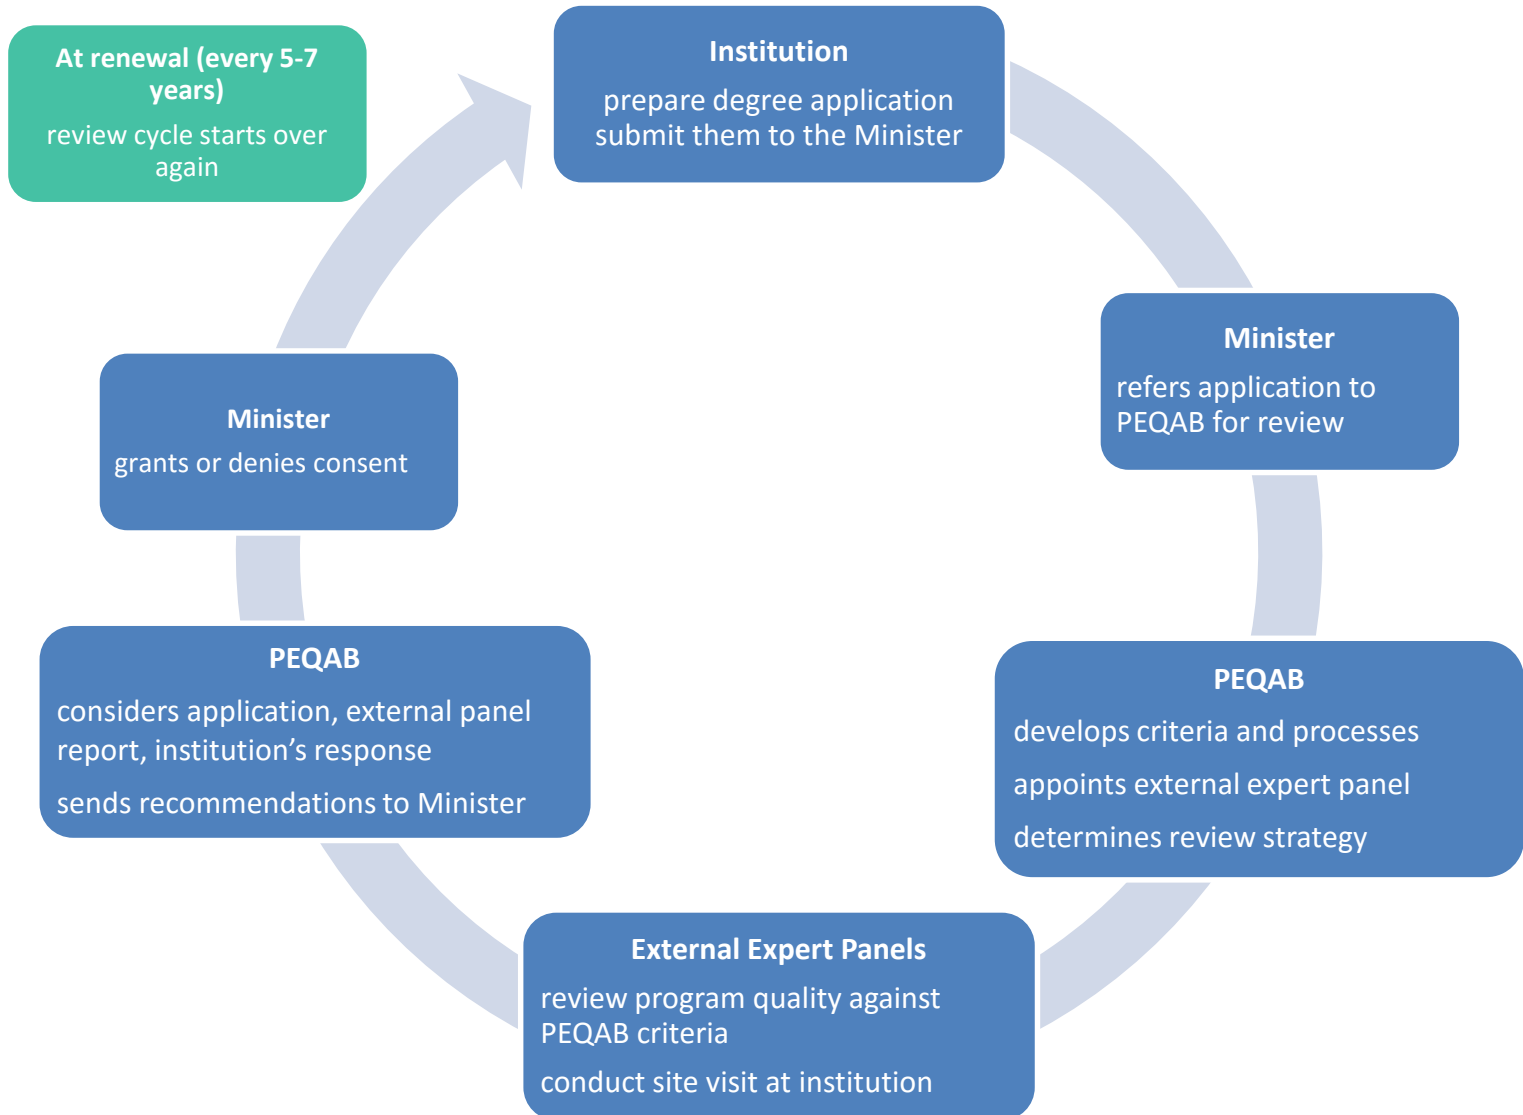 At renewal (every 5-7
years)
review cycle starts over
again
Institution
prepare degree application
submit them to the Minister
Minister
refers application to
PEQAB for review
PEQAB
develops criteria and processes
appoints external expert panel
determines review strategy
External Expert Panels
review program quality against
PEQAB criteria
conduct site visit at institution
PEQAB
considers application, external panel
report, institution’s response
sends recommendations to Minister
Minister
grants or denies consent